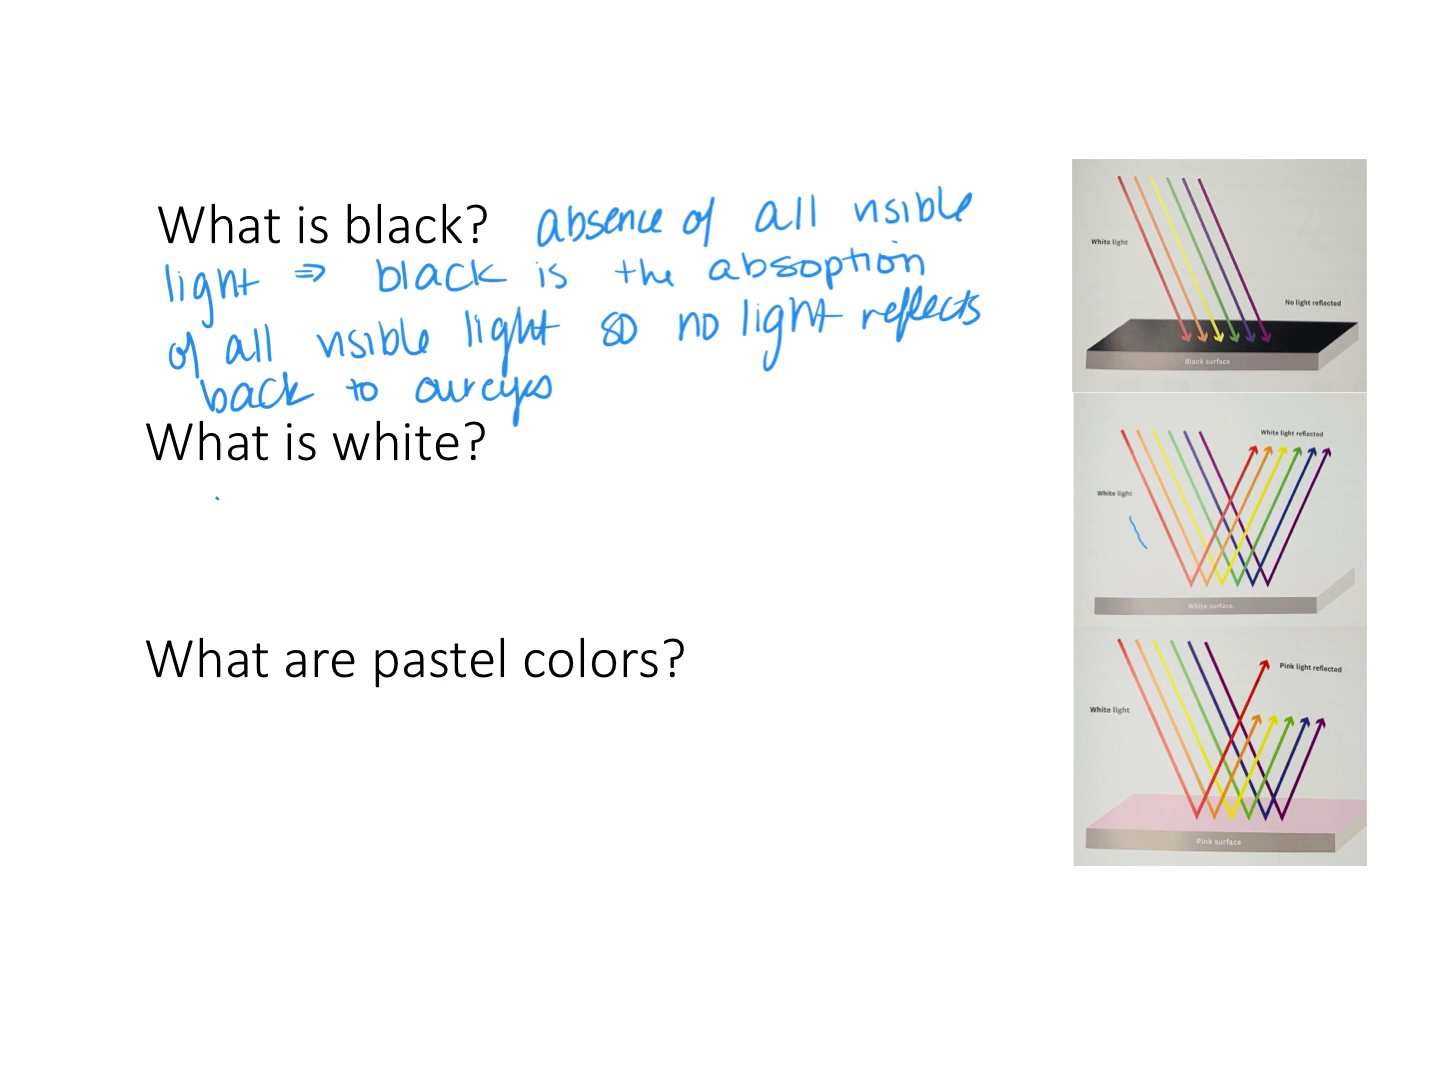 What is black? absence of all visible
light ⇒ black is the absoption
of all visible light so no light reflects
back to our eyes
What is white?
What are pastel colors?
White light
No light reflected
Black surface
White light reflected
White light
White surface
Pink light reflected
White light
Pink surface